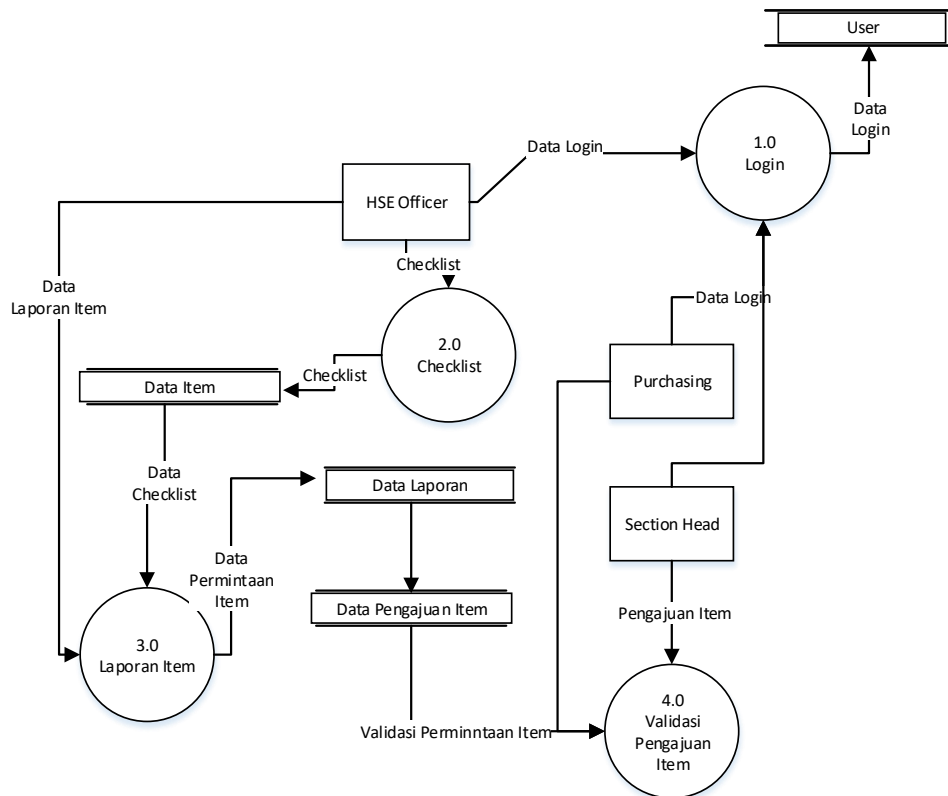 User
Data
Login
1.0
Login
Data Login
HSE Officer
Checklist
Data
Laporan Item
Data Login
2.0
Checklist
Purchasing
Checklist
Data Item
Data
Checklist
Data Laporan
Section Head
Data
Permintaan
Item
Data Pengajuan Item
Pengajuan Item
3.0
Laporan Item
4.0
Validasi
Pengajuan
Item
Validasi Perminntaan Item